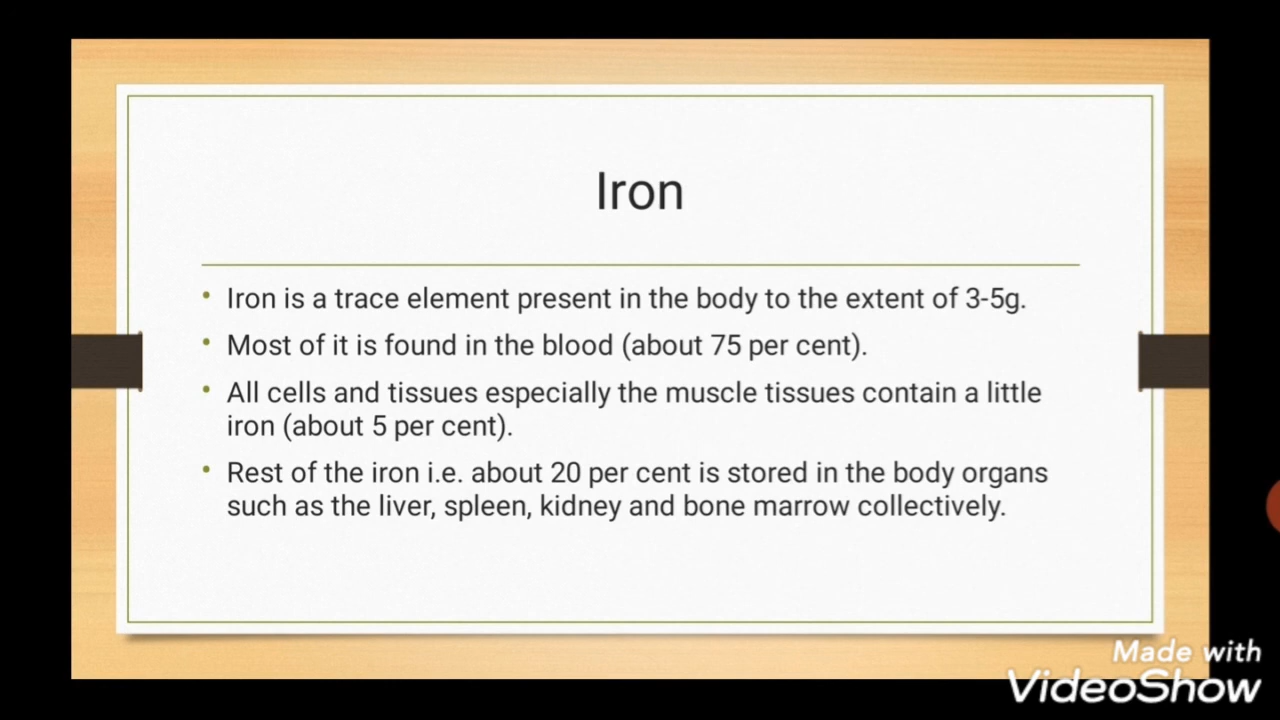 Iron
• Iron is a trace element present in the body to the extent of 3-5g.
• Most of it is found in the blood (about 75 per cent).
• All cells and tissues especially the muscle tissues contain a little
iron (about 5 per cent).
• Rest of the iron i.e. about 20 per cent is stored in the body organs
such as the liver, spleen, kidney and bone marrow collectively.
Made with
VideoShow